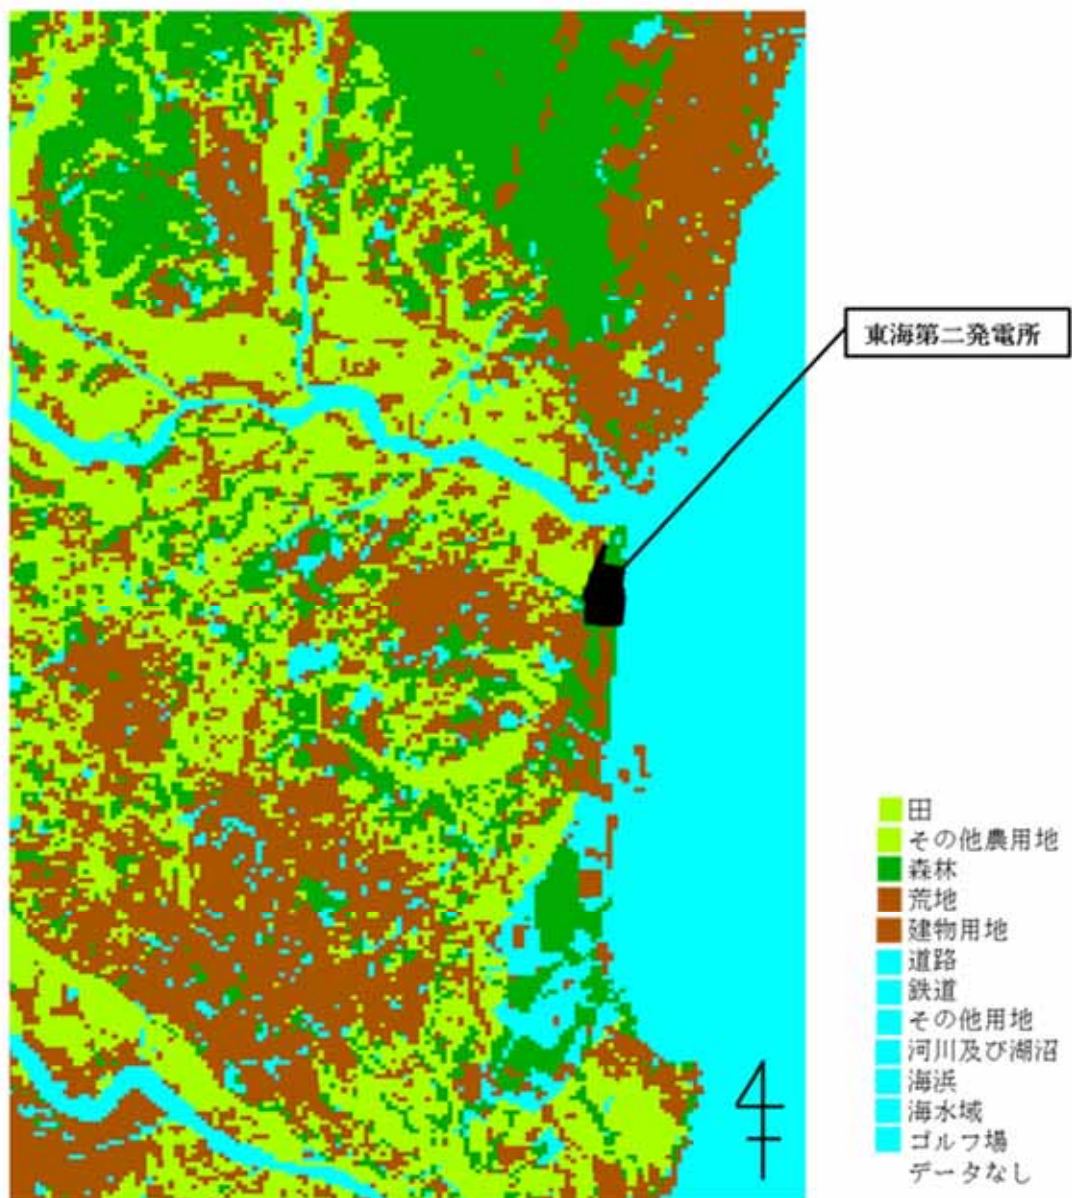 東海第二発電所
田
その他農用地
森林
荒地
建物用地
道路
鉄道
その他用地
河川及び湖沼
海浜
海水域
ゴルフ場
データなし